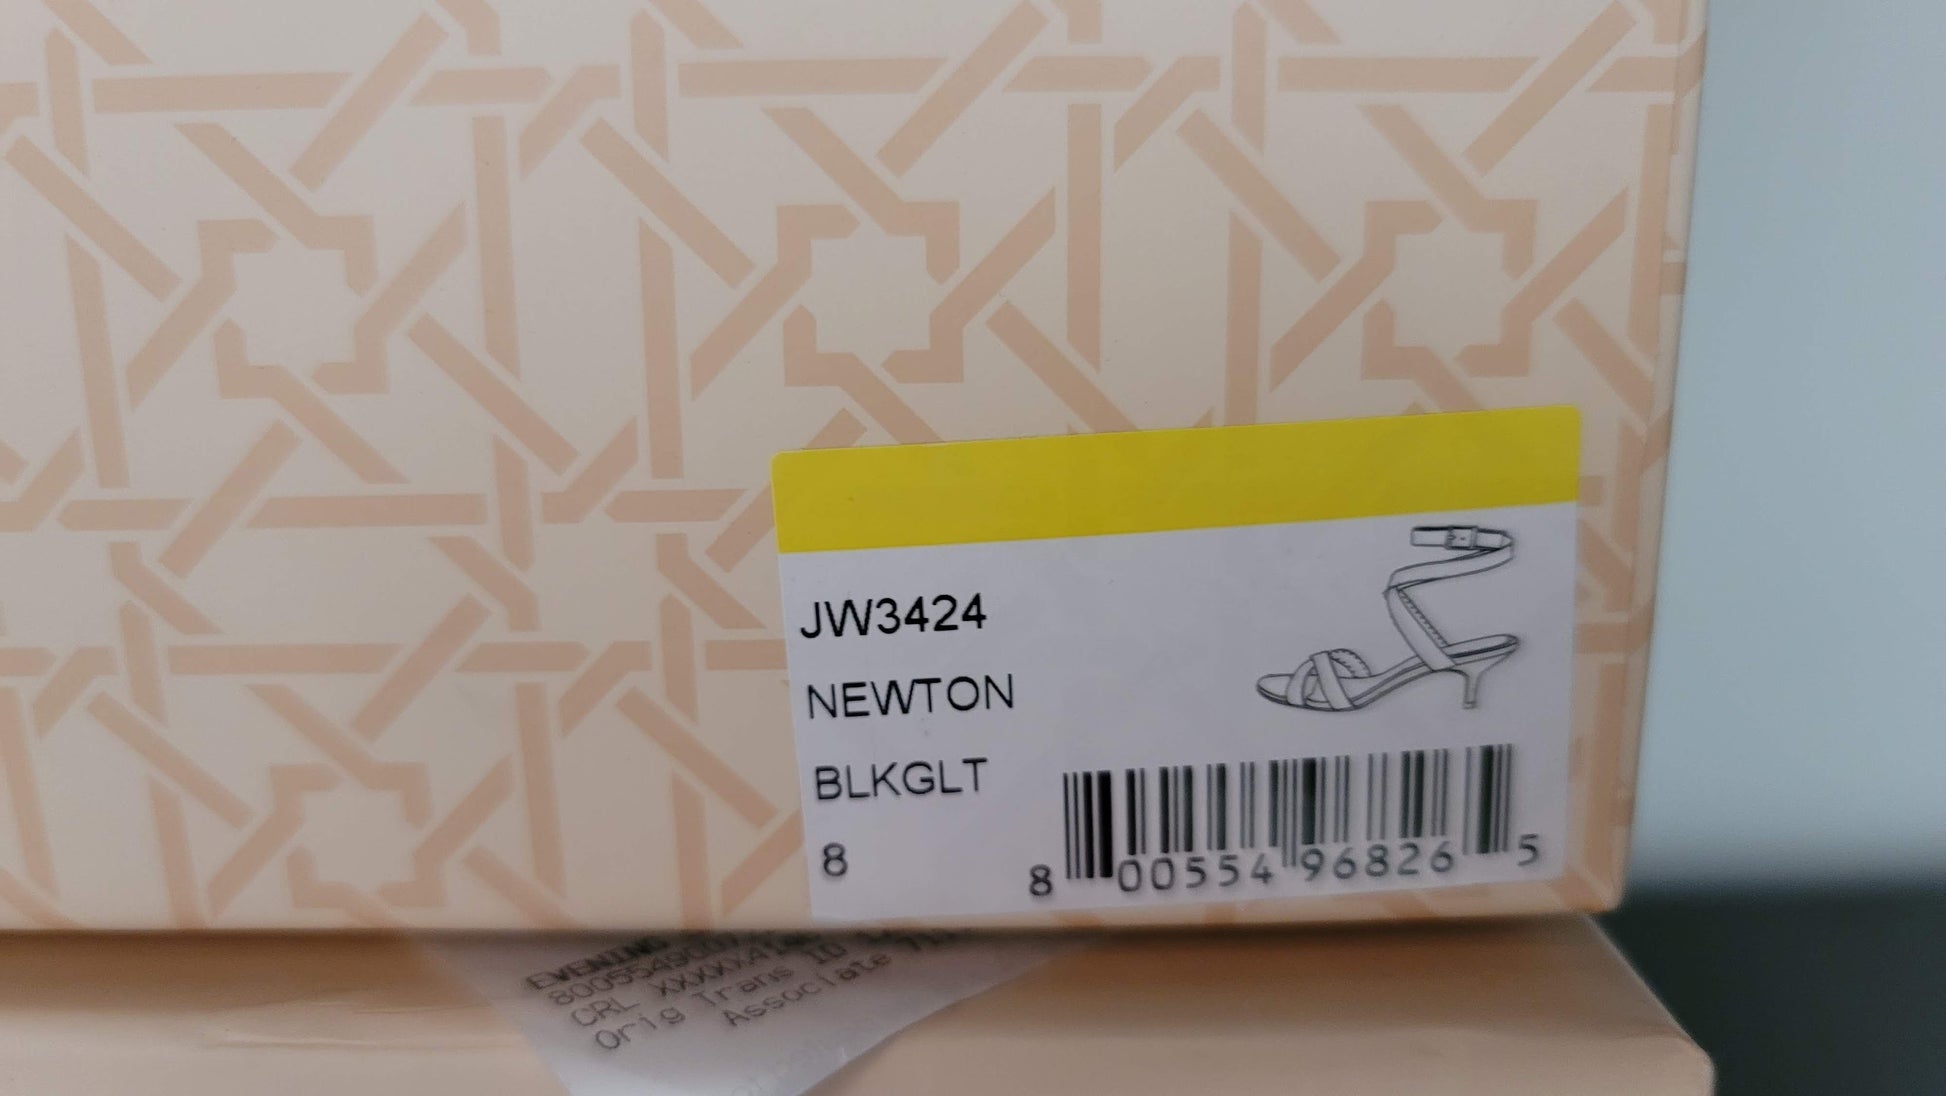 JW3424
NEWTON
BLKGLT
8
8 00554 96826 5
EVENING
CRL
Orig Trans ID
Associate